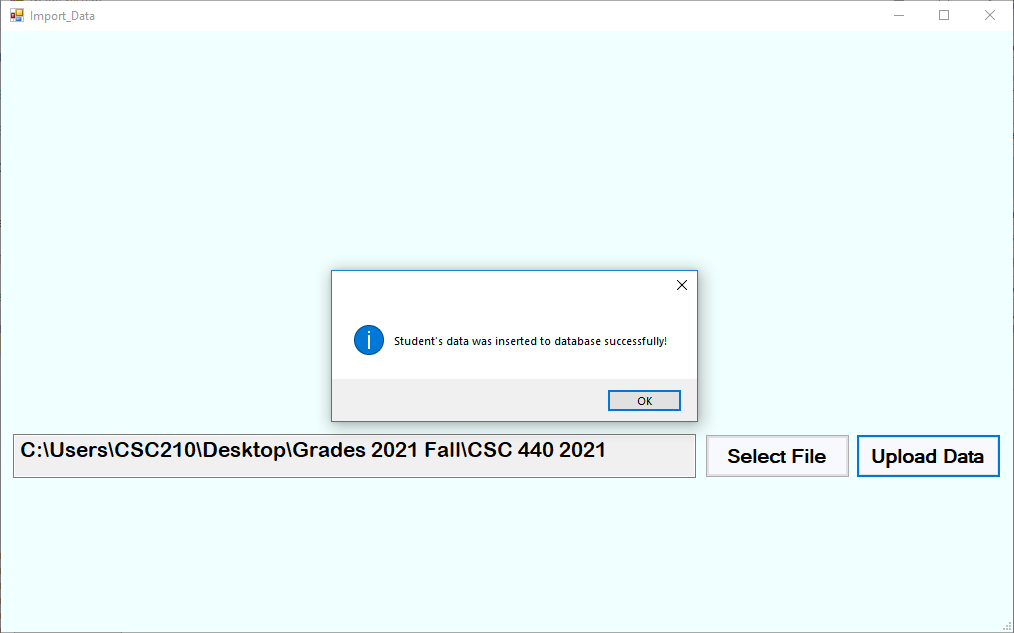 Import_Data
Student's data was inserted to database successfully!
OK
C:\Users\CSC210\Desktop\Grades 2021 Fall\CSC 440 2021
Select File
Upload Data